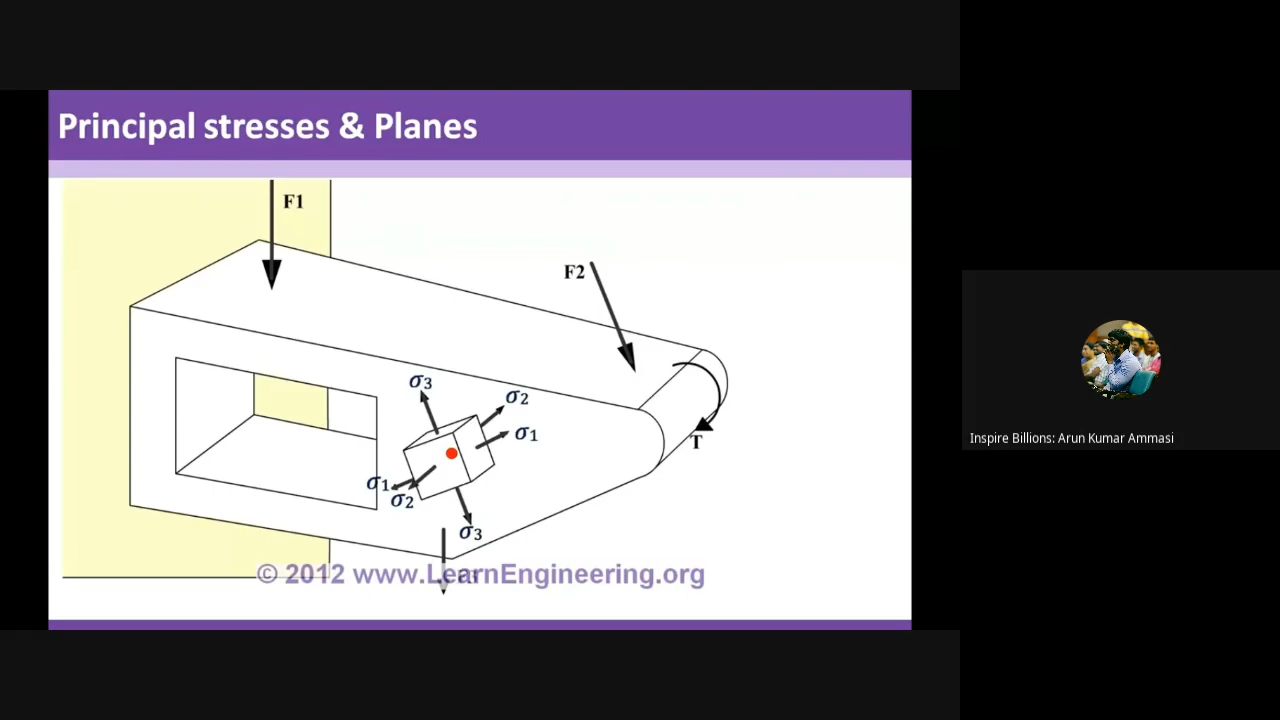 Principal stresses & Planes
F1
F2
σ3
σ2
σ1
T
σ1
σ2
σ3
© 2012 www.LearnEngineering.org
Inspire Billions: Arun Kumar Ammasi